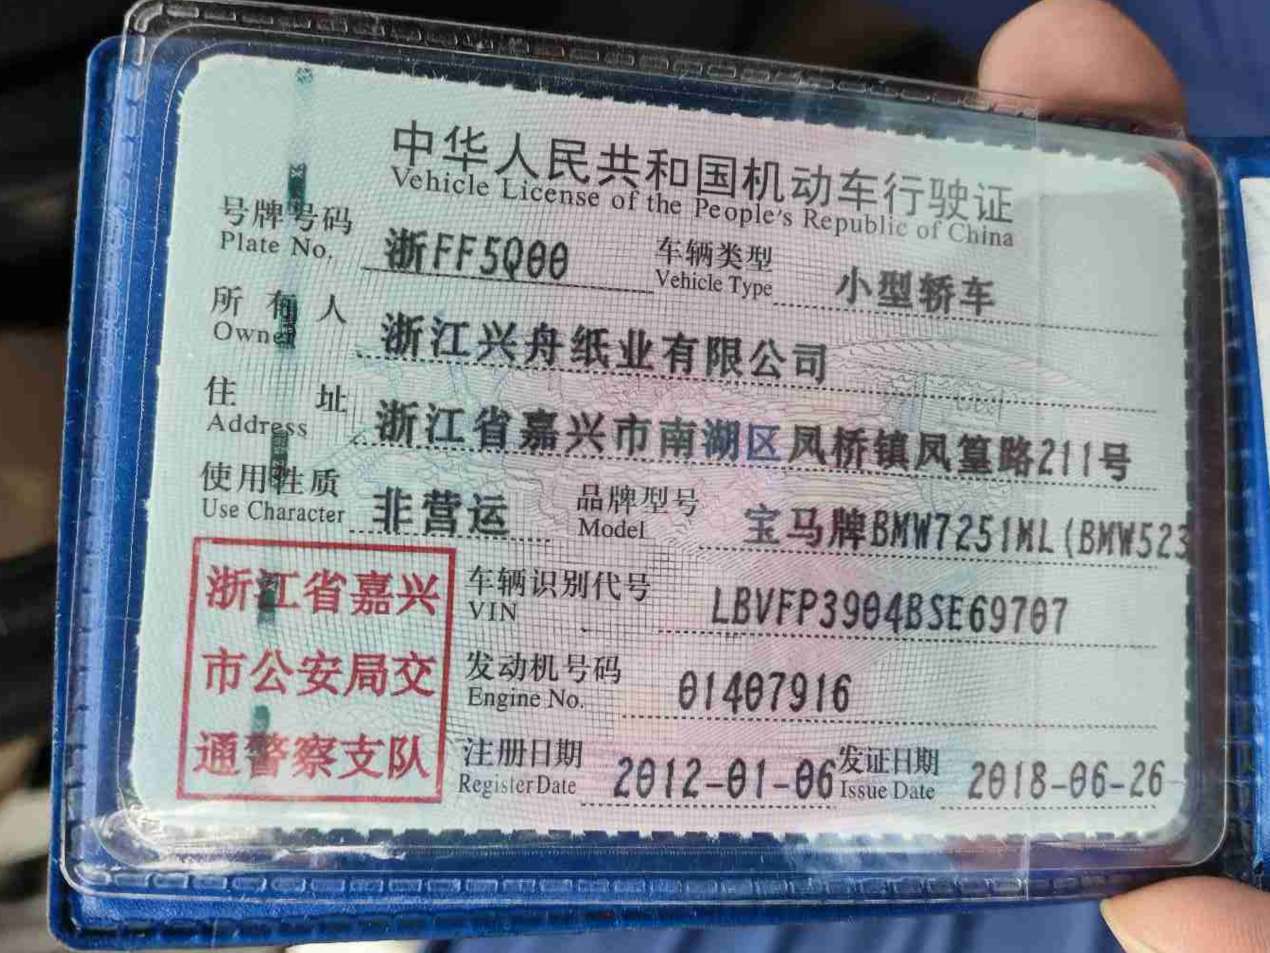 中华人民共和国机动车行驶证
Vehicle License of the People's Republic of China
号牌号码 浙FF5Q00 车辆类型 小型轿车
Plate No. Vehicle Type
所有人 浙江兴舟纸业有限公司
Owner
住址 浙江省嘉兴市南湖区凤桥镇凤篁路211号
Address
使用性质 非营运 品牌型号 宝马牌BMW7251ML(BMW523
Use Character Model
浙江省嘉兴
市公安局交
通警察支队
车辆识别代号 LBVFP3904BSE69707
VIN
发动机号码 01407916
Engine No.
注册日期 2012-01-06 发证日期 2018-06-26
Register Date Issue Date